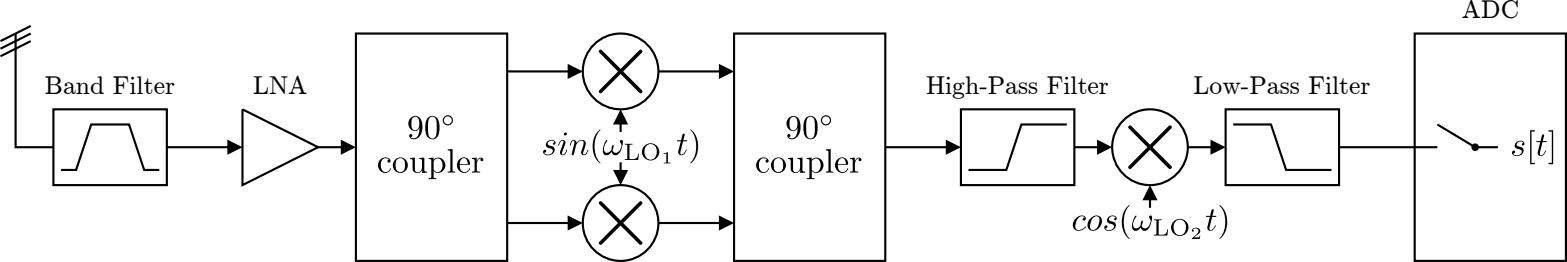 ADC
Band Filter
LNA
High-Pass Filter
Low-Pass Filter
90°
coupler
sin(ω_LO₁ t)
90°
coupler
s[t]
cos(ω_LO₂ t)